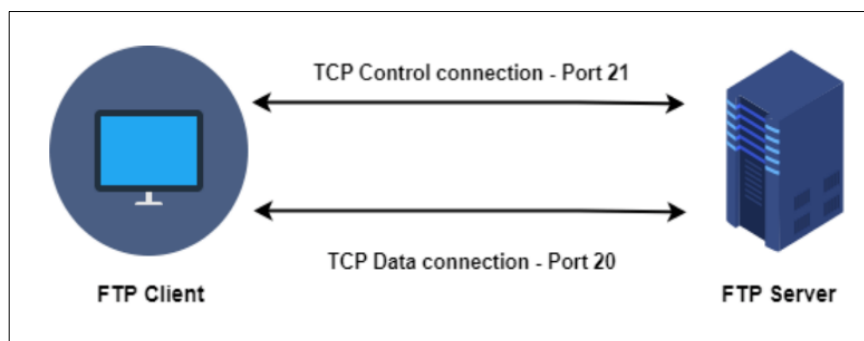 TCP Control connection - Port 21
TCP Data connection - Port 20
FTP Client
FTP Server